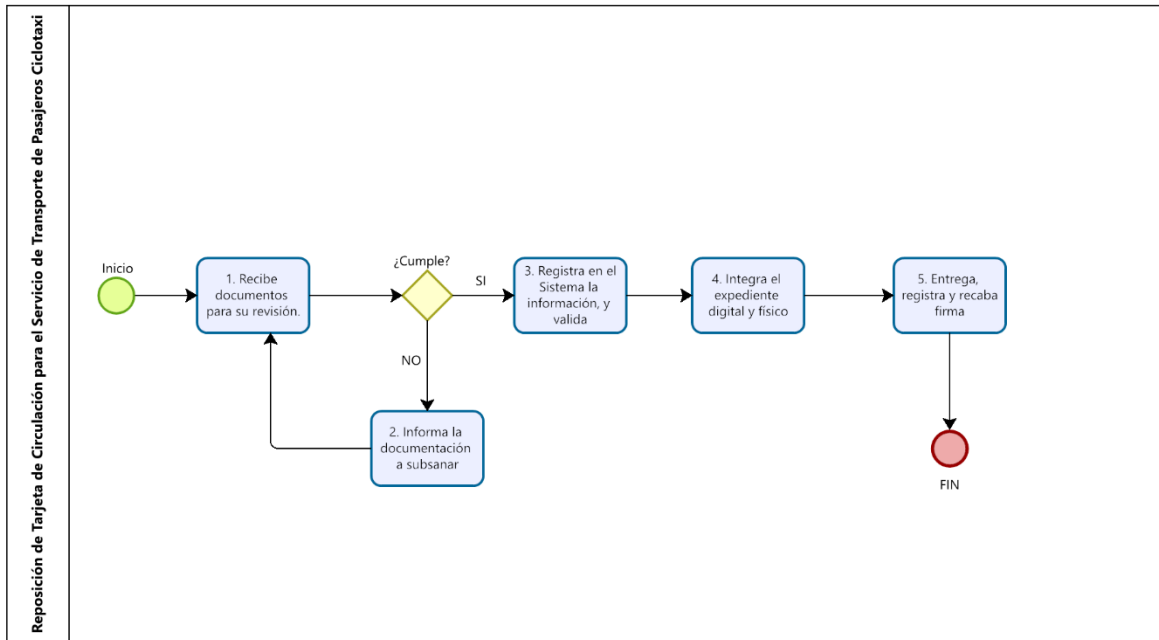 Reposición de Tarjeta de Circulación para el Servicio de Transporte de Pasajeros Ciclotaxi
Inicio
1. Recibe
documentos
para su revisión.
¿Cumple?
SI
NO
2. Informa la
documentación
a subsanar
3. Registra en el
Sistema la
información, y
valida
4. Integra el
expediente
digital y físico
5. Entrega,
registra y recaba
firma
FIN